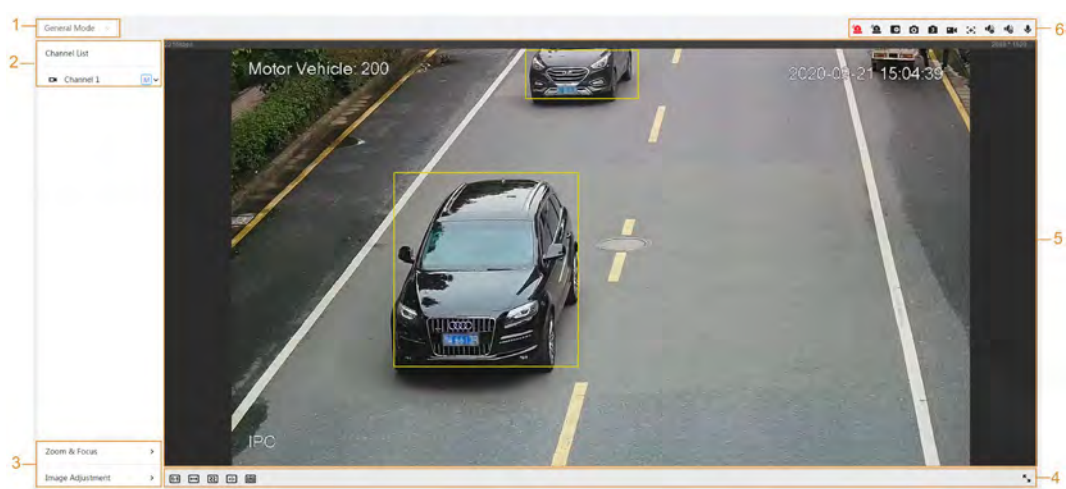 1
General Mode
2
Channel List
Channel 1
Motor Vehicle: 200
2020-08-21 15:04:39
IPC
3
Zoom & Focus
Image Adjustment
4
5
6